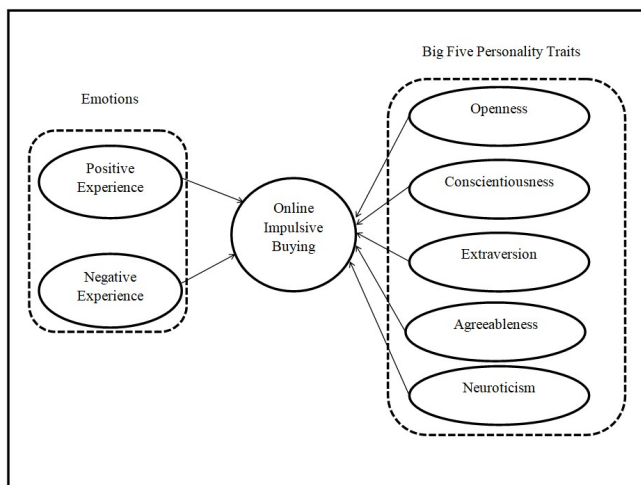 Emotions
Positive
Experience
Negative
Experience
Online
Impulsive
Buying
Big Five Personality Traits
Openness
Conscientiousness
Extraversion
Agreeableness
Neuroticism